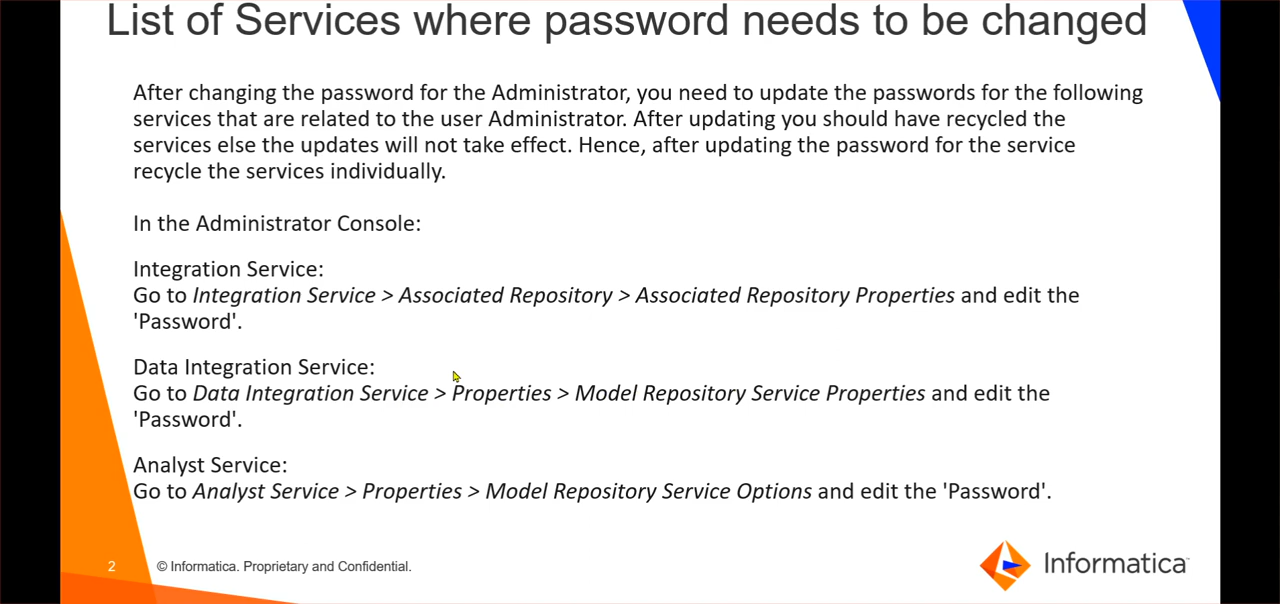 List of Services where password needs to be changed
After changing the password for the Administrator, you need to update the passwords for the following
services that are related to the user Administrator. After updating you should have recycled the
services else the updates will not take effect. Hence, after updating the password for the service
recycle the services individually.
In the Administrator Console:
Integration Service:
Go to Integration Service > Associated Repository > Associated Repository Properties and edit the
'Password'.
Data Integration Service:
Go to Data Integration Service > Properties > Model Repository Service Properties and edit the
'Password'.
Analyst Service:
Go to Analyst Service > Properties > Model Repository Service Options and edit the 'Password'.
2 © Informatica. Proprietary and Confidential.
Informatica™